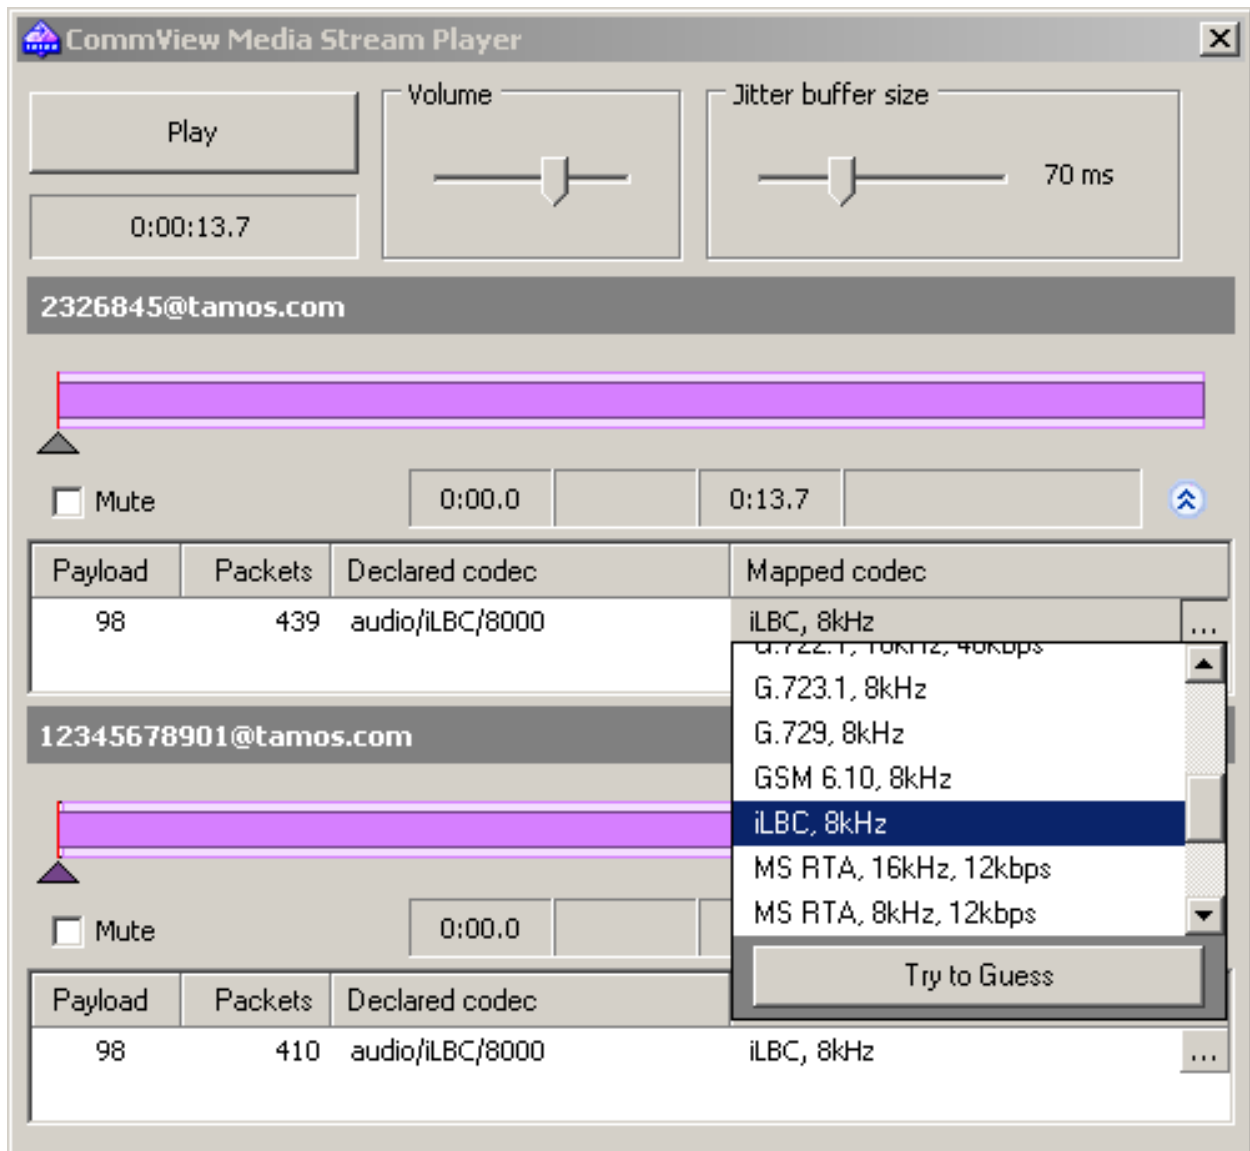 CommView Media Stream Player
Play
Volume
Jitter buffer size
70 ms
0:00:13.7
2326845@tamos.com
Mute 0:00.0 0:13.7
Payload Packets Declared codec Mapped codec
98 439 audio/iLBC/8000 iLBC, 8kHz ...
G.722.1, 16kHz, 48kbps
G.723.1, 8kHz
G.729, 8kHz
GSM 6.10, 8kHz
iLBC, 8kHz
MS RTA, 16kHz, 12kbps
MS RTA, 8kHz, 12kbps
Try to Guess
12345678901@tamos.com
Mute 0:00.0
Payload Packets Declared codec
98 410 audio/iLBC/8000 iLBC, 8kHz ...